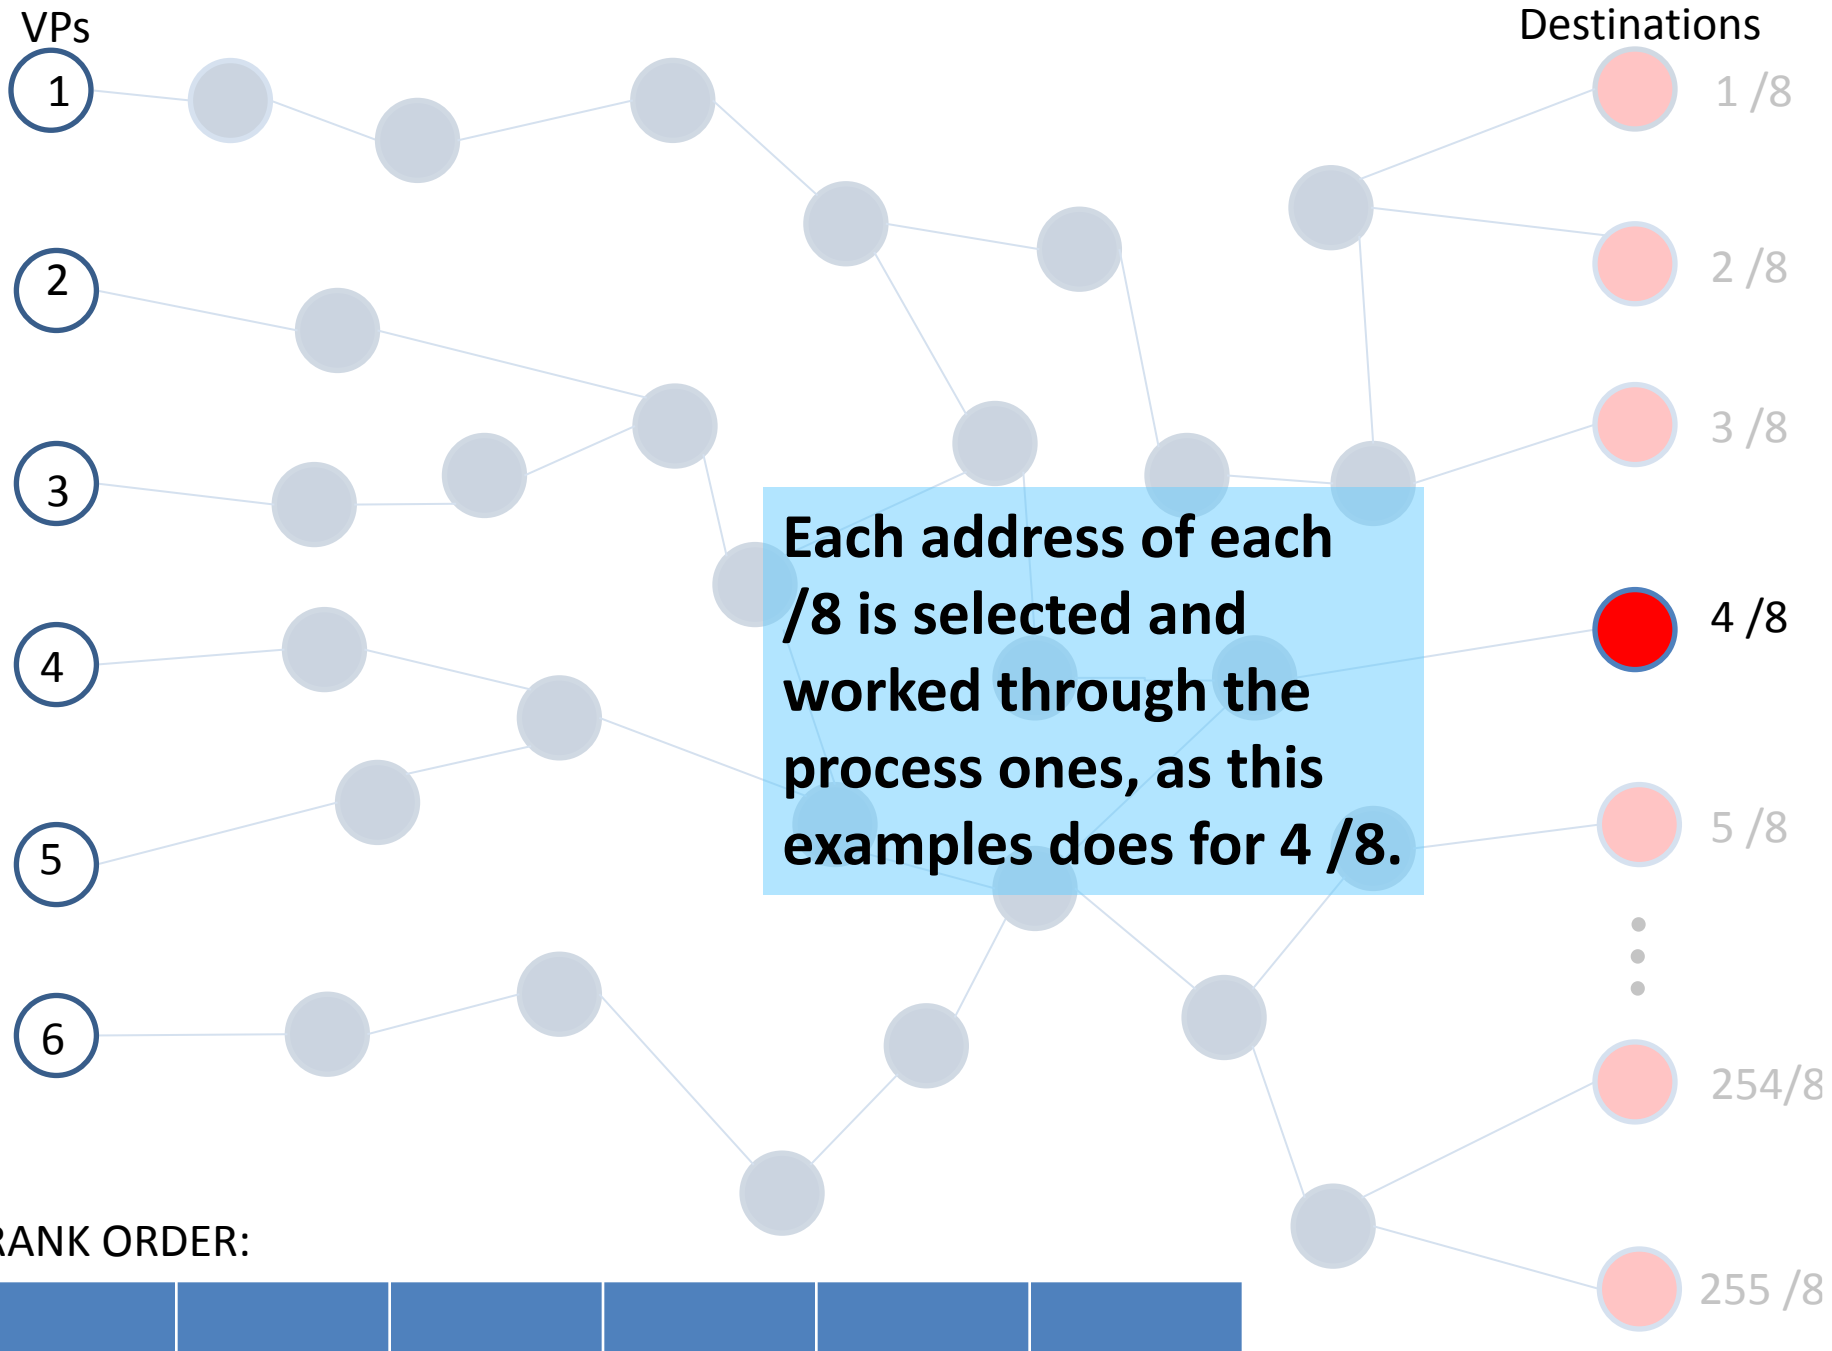 VPs
Destinations
1
1 /8
2
2 /8
3
3 /8
Each address of each
/8 is selected and
worked through the
process ones, as this
examples does for 4 /8.
4
4 /8
5
5 /8
6
254/8
RANK ORDER:
255 /8